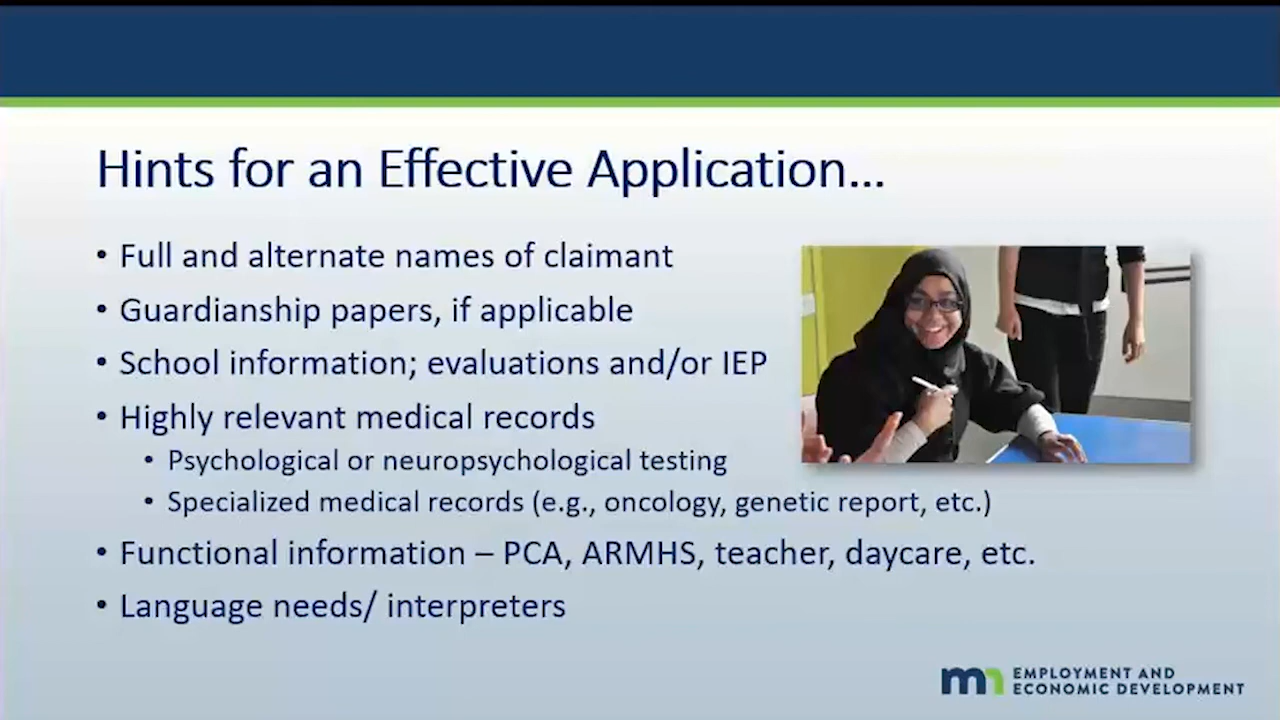 Hints for an Effective Application...
• Full and alternate names of claimant
• Guardianship papers, if applicable
• School information; evaluations and/or IEP
• Highly relevant medical records
• Psychological or neuropsychological testing
• Specialized medical records (e.g., oncology, genetic report, etc.)
• Functional information – PCA, ARMHS, teacher, daycare, etc.
• Language needs/ interpreters
mn EMPLOYMENT AND
ECONOMIC DEVELOPMENT